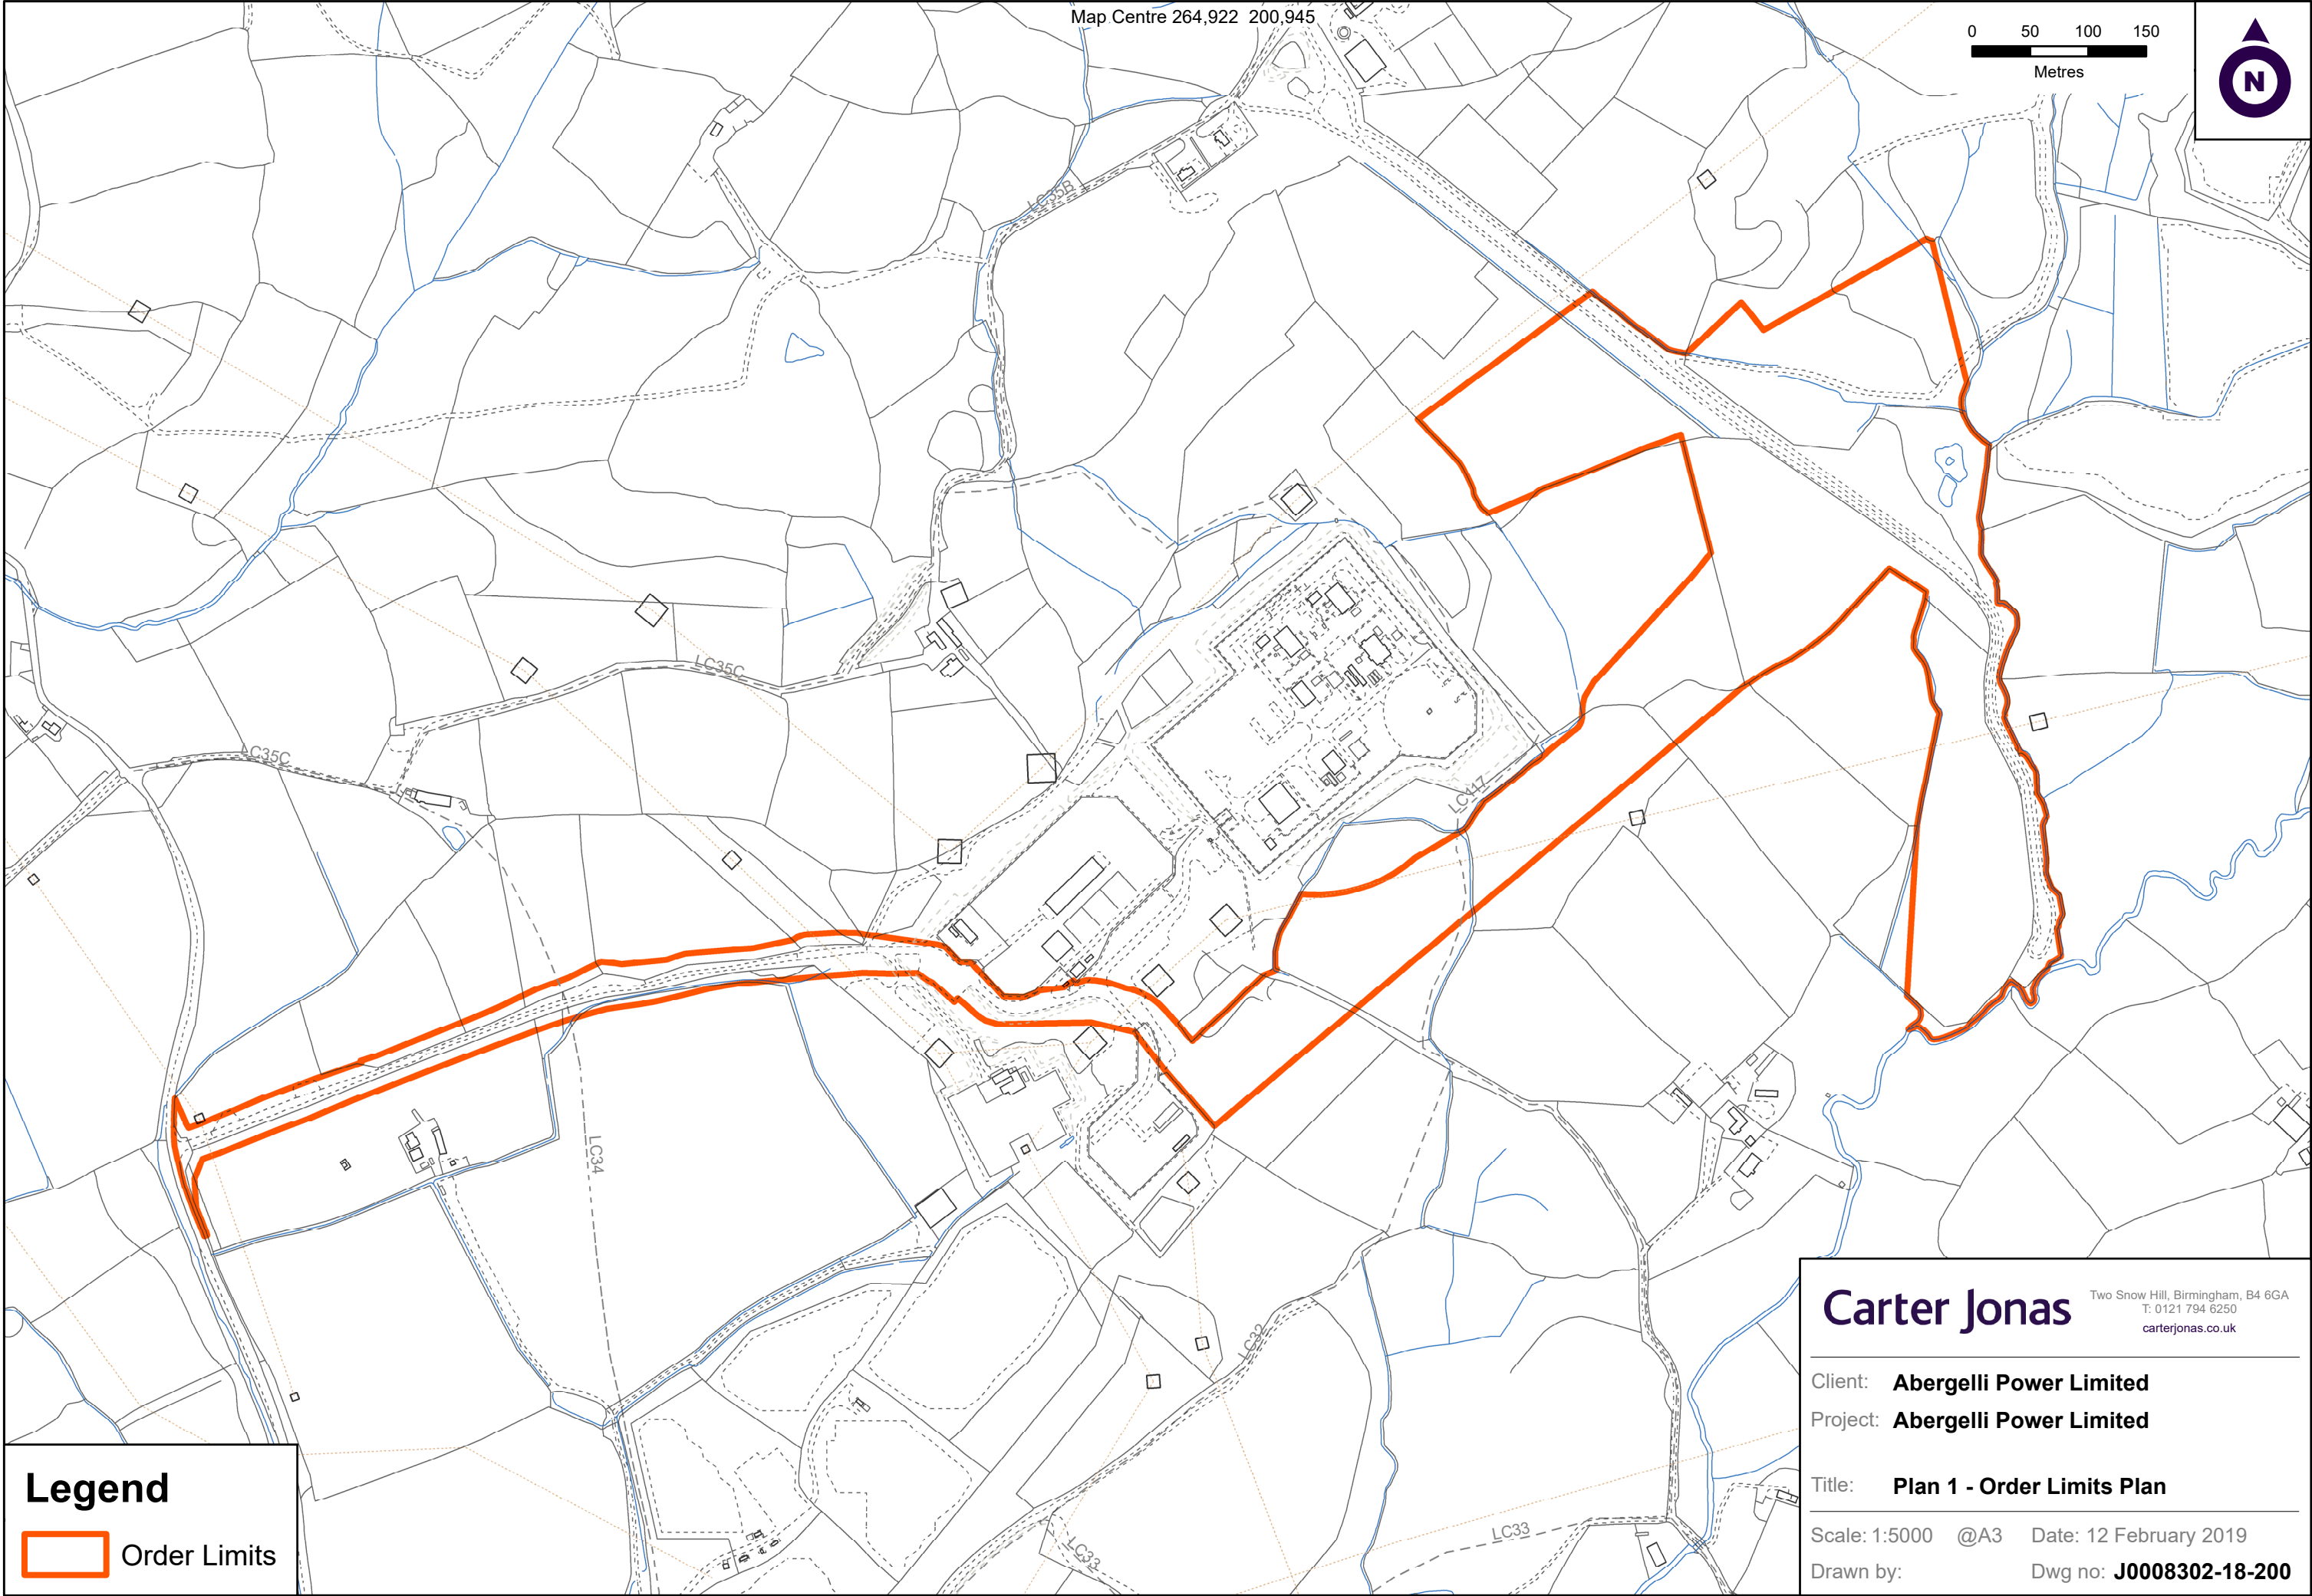 Map Centre 264,922 200,945
0 50 100 150
Metres
N
LC35B
LC35C
LC35C
LC117
LC34
LC32
LC33
LC33
Legend
Order Limits
Carter Jonas
Two Snow Hill, Birmingham, B4 6GA
T: 0121 794 6250
carterjonas.co.uk
Client: Abergelli Power Limited
Project: Abergelli Power Limited
Title: Plan 1 - Order Limits Plan
Scale: 1:5000 @A3 Date: 12 February 2019
Drawn by: Dwg no: J0008302-18-200